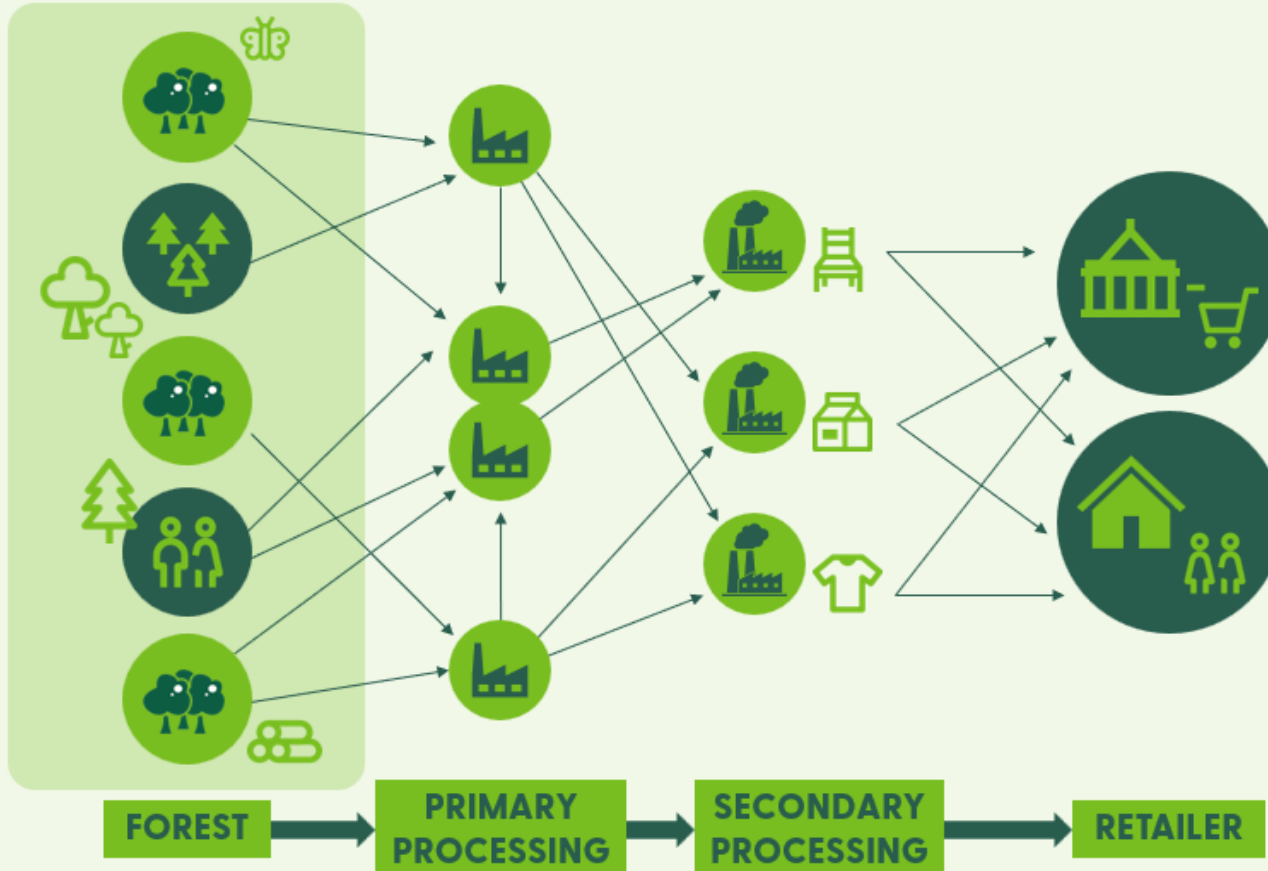 FOREST
PRIMARY
PROCESSING
SECONDARY
PROCESSING
RETAILER